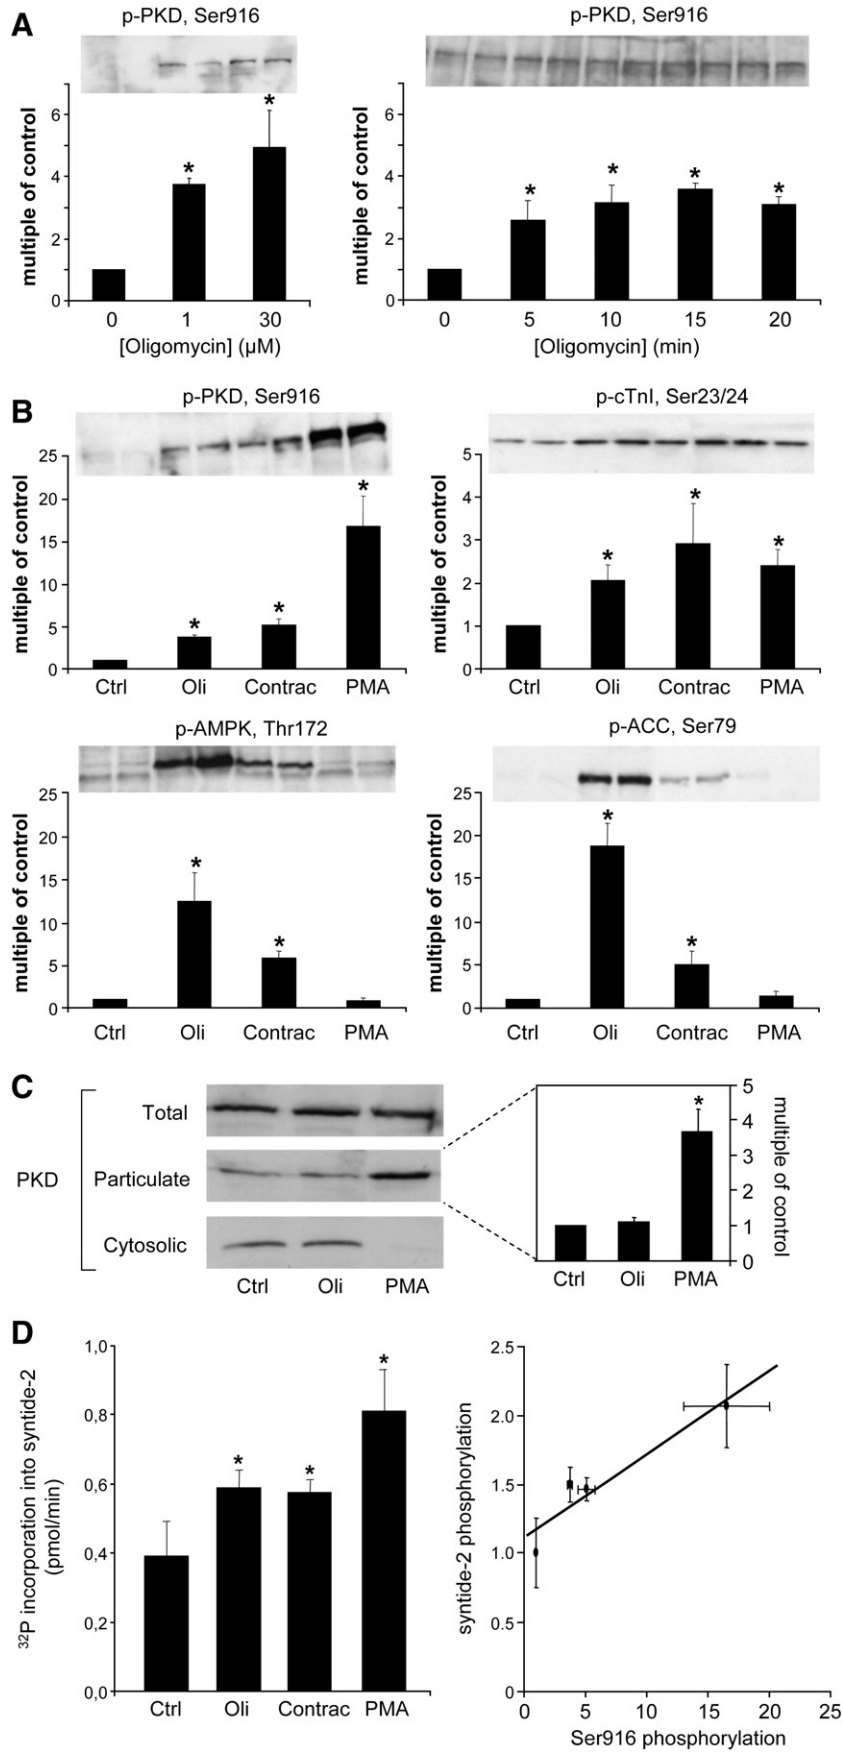 A
p-PKD, Ser916
multiple of control
6
4
2
0
0 1 30
[Oligomycin] (µM)
p-PKD, Ser916
multiple of control
6
4
2
0
0 5 10 15 20
[Oligomycin] (min)
* * * * * *
B
p-PKD, Ser916
multiple of control
25
20
15
10
5
0
* * *
Ctrl Oli Contrac PMA
p-cTnI, Ser23/24
multiple of control
5
4
3
2
1
0
* * *
Ctrl Oli Contrac PMA
p-AMPK, Thr172
multiple of control
25
20
15
10
5
0
* *
Ctrl Oli Contrac PMA
p-ACC, Ser79
multiple of control
25
20
15
10
5
0
* *
Ctrl Oli Contrac PMA
C
PKD
Total
Particulate
Cytosolic
Ctrl Oli PMA
5
4
3
2
1
0
multiple of control
*
Ctrl Oli PMA
D
³²P incorporation into syntide-2
(pmol/min)
1,0
0,8
0,6
0,4
0,2
0,0
* * *
Ctrl Oli Contrac PMA
syntide-2 phosphorylation
2.5
2.0
1.5
1.0
0.5
0
0 5 10 15 20 25
Ser916 phosphorylation